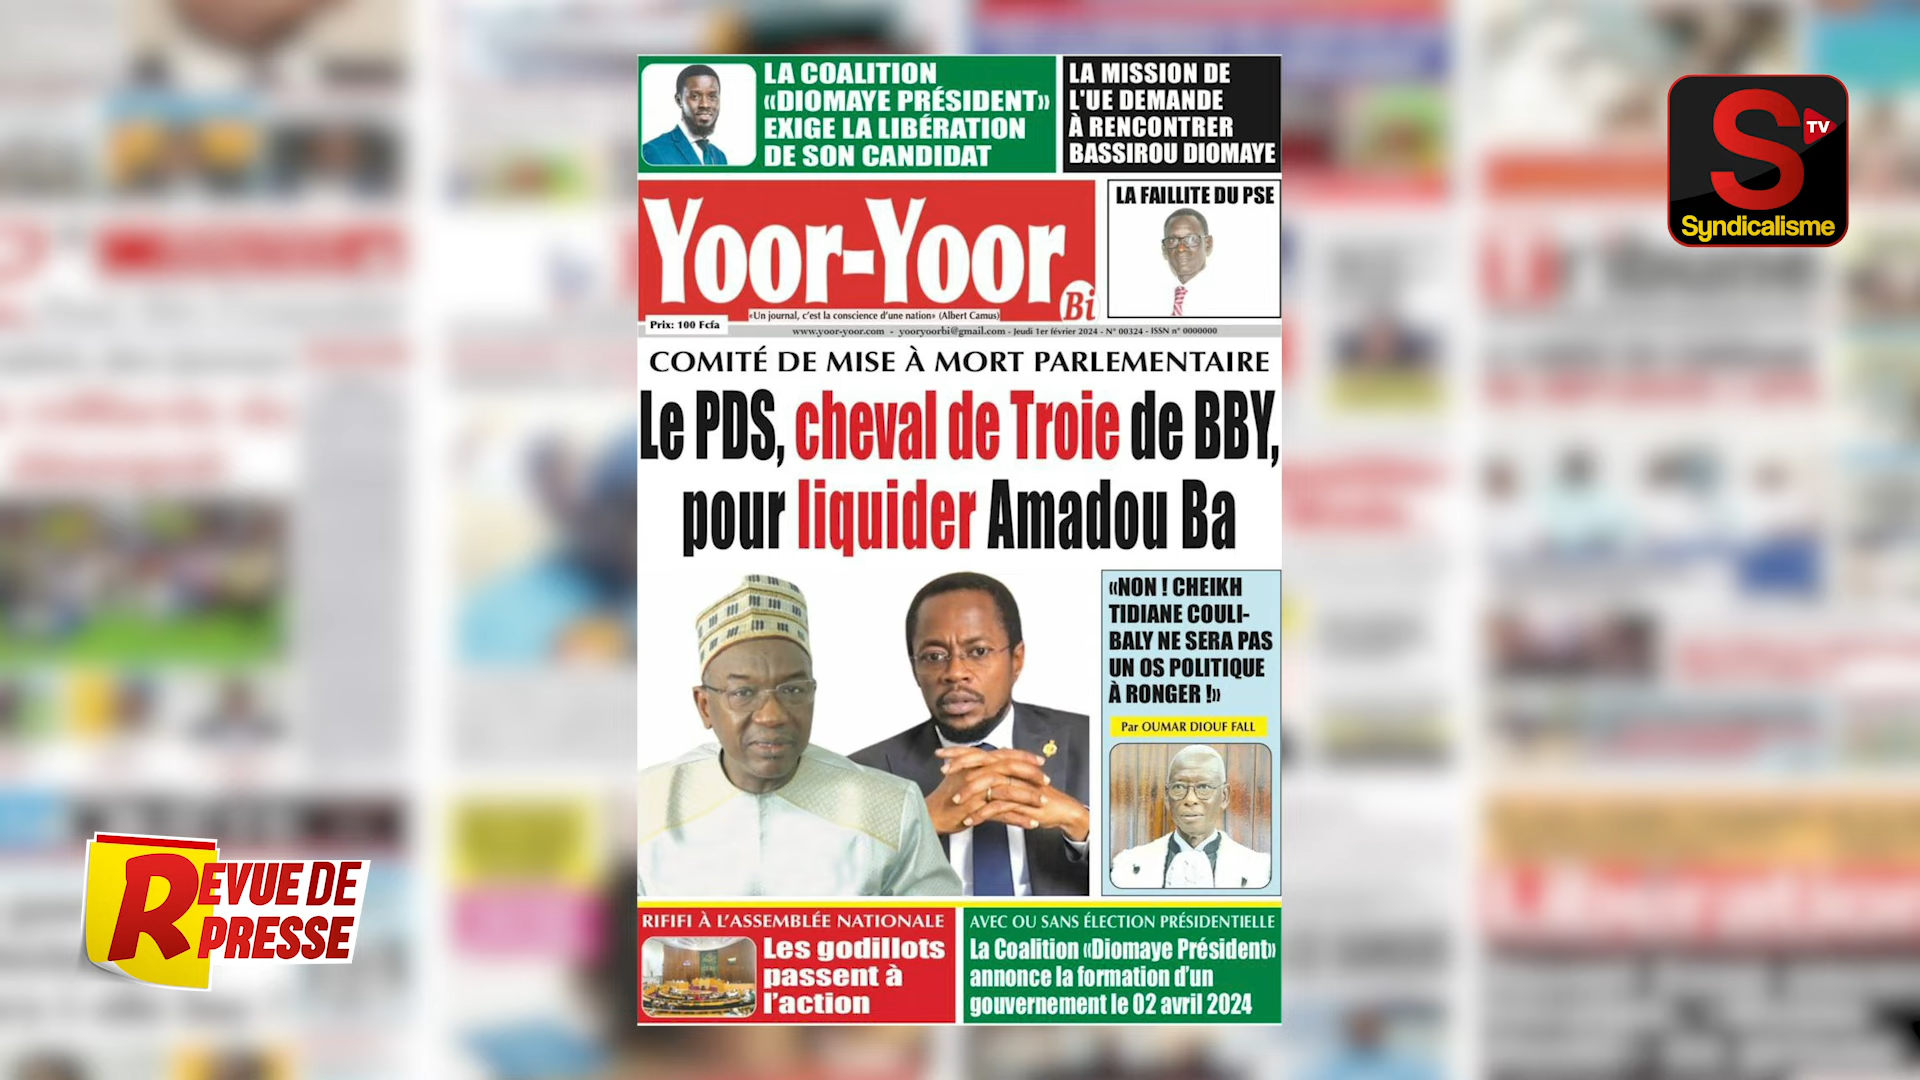 LA COALITION
«DIOMAYE PRÉSIDENT»
EXIGE LA LIBÉRATION
DE SON CANDIDAT
LA MISSION DE
L'UE DEMANDE
À RENCONTRER
BASSIROU DIOMAYE
S TV
Syndicalisme
Yoor-Yoor
Bi
«Un journal, c'est la conscience d'une nation» (Albert Camus)
LA FAILLITE DU PSE
Prix: 100 Fcfa
www.yoor-yoor.com - yooryoorbi@gmail.com - Jeudi 1er février 2024 - N° 00324 - ISSN n° 0000000
COMITÉ DE MISE À MORT PARLEMENTAIRE
Le PDS, cheval de Troie de BBY,
pour liquider Amadou Ba
«NON ! CHEIKH
TIDIANE COULI-
BALY NE SERA PAS
UN OS POLITIQUE
À RONGER !»
Par OUMAR DIOUF FALL
RIFIFI À L'ASSEMBLÉE NATIONALE
Les godillots
passent à
l'action
AVEC OU SANS ÉLECTION PRÉSIDENTIELLE
La Coalition «Diomaye Président»
annonce la formation d'un
gouvernement le 02 avril 2024
REVUE DE
PRESSE